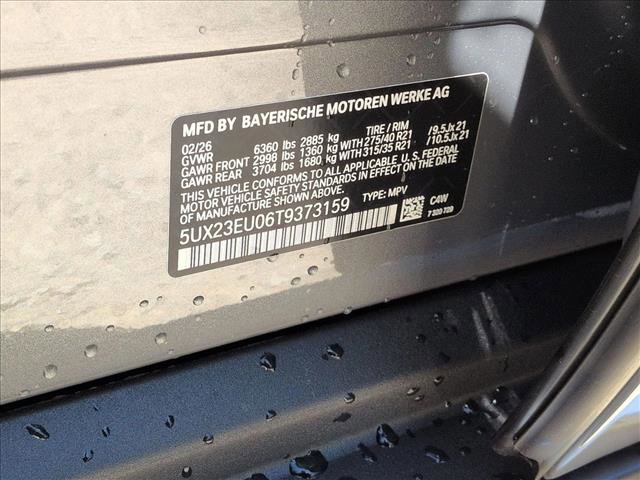 MFD BY BAYERISCHE MOTOREN WERKE AG
02/26 6360 lbs 2885 kg TIRE / RIM
GVWR
GAWR FRONT 2998 lbs 1360 kg WITH 275/40 R21 /9.5Jx21
GAWR REAR 3704 lbs 1680 kg WITH 315/35 R21 /10.5Jx21
THIS VEHICLE CONFORMS TO ALL APPLICABLE U.S. FEDERAL
MOTOR VEHICLE SAFETY STANDARDS IN EFFECT ON THE DATE
OF MANUFACTURE SHOWN ABOVE.
5UX23EU06T9373159 TYPE: MPV
C4W
7 320 709